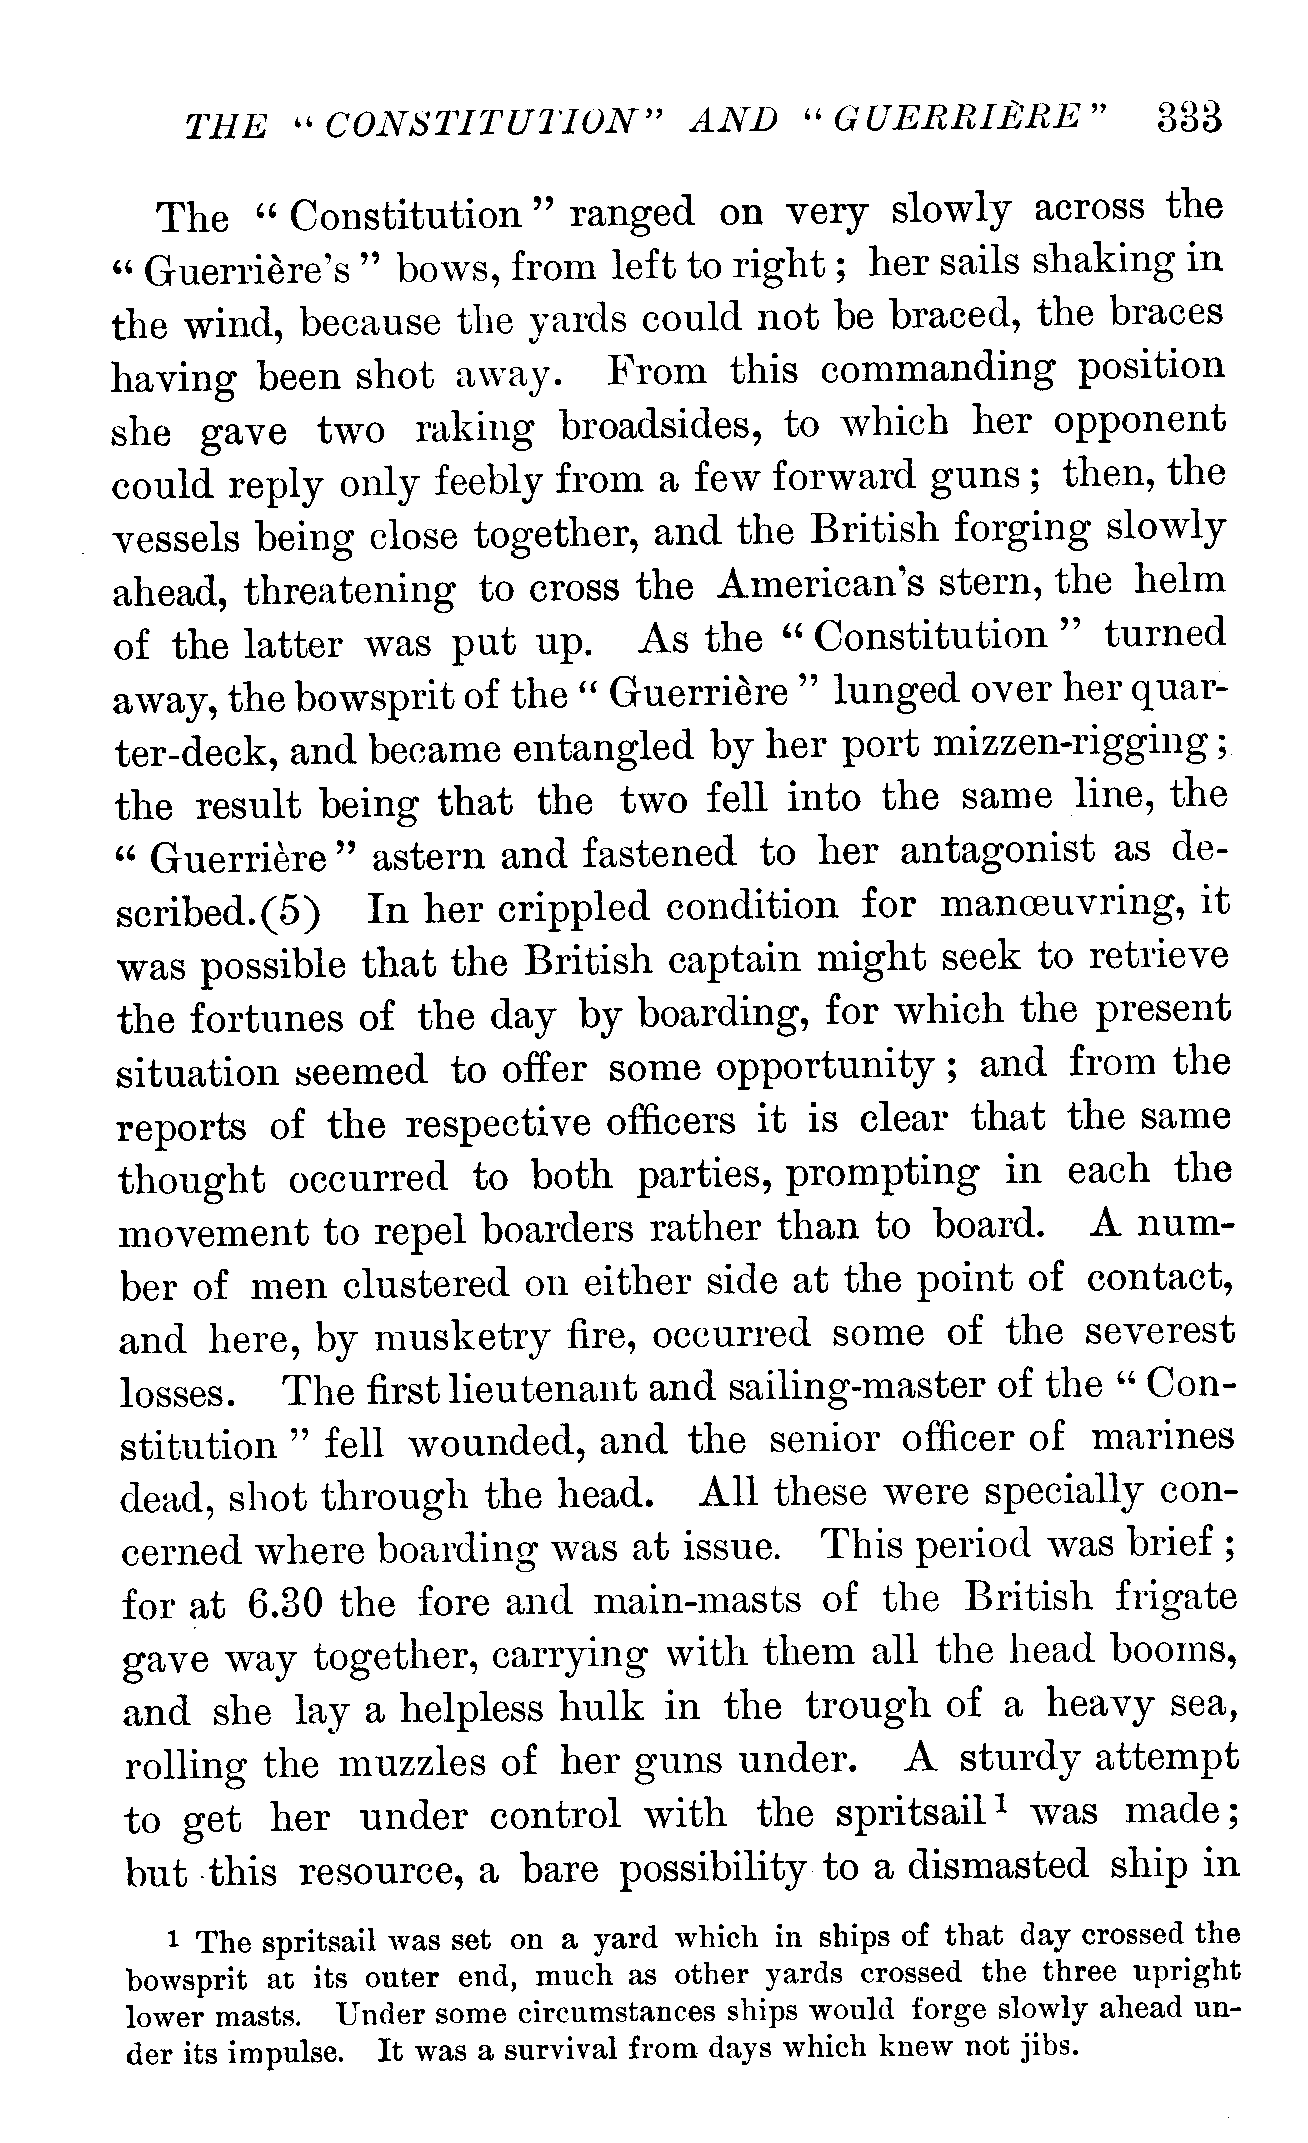 THE "CONSTITUTION" AND "GUERRIÈRE" 333
The "Constitution" ranged on very slowly across the
"Guerrière's" bows, from left to right; her sails shaking in
the wind, because the yards could not be braced, the braces
having been shot away. From this commanding position
she gave two raking broadsides, to which her opponent
could reply only feebly from a few forward guns; then, the
vessels being close together, and the British forging slowly
ahead, threatening to cross the American's stern, the helm
of the latter was put up. As the "Constitution" turned
away, the bowsprit of the "Guerrière" lunged over her quar-
ter-deck, and became entangled by her port mizzen-rigging;
the result being that the two fell into the same line, the
"Guerrière" astern and fastened to her antagonist as de-
scribed.(5) In her crippled condition for manœuvring, it
was possible that the British captain might seek to retrieve
the fortunes of the day by boarding, for which the present
situation seemed to offer some opportunity; and from the
reports of the respective officers it is clear that the same
thought occurred to both parties, prompting in each the
movement to repel boarders rather than to board. A num-
ber of men clustered on either side at the point of contact,
and here, by musketry fire, occurred some of the severest
losses. The first lieutenant and sailing-master of the "Con-
stitution" fell wounded, and the senior officer of marines
dead, shot through the head. All these were specially con-
cerned where boarding was at issue. This period was brief;
for at 6.30 the fore and main-masts of the British frigate
gave way together, carrying with them all the head booms,
and she lay a helpless hulk in the trough of a heavy sea,
rolling the muzzles of her guns under. A sturdy attempt
to get her under control with the spritsail¹ was made;
but this resource, a bare possibility to a dismasted ship in
1 The spritsail was set on a yard which in ships of that day crossed the
bowsprit at its outer end, much as other yards crossed the three upright
lower masts. Under some circumstances ships would forge slowly ahead un-
der its impulse. It was a survival from days which knew not jibs.